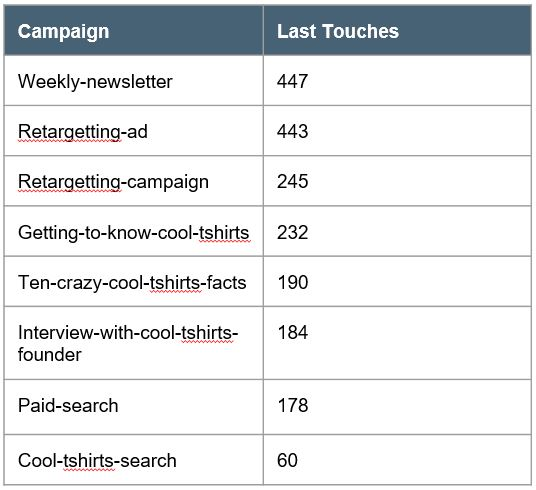 Campaign Last Touches
Weekly-newsletter 447
Retargetting-ad 443
Retargetting-campaign 245
Getting-to-know-cool-tshirts 232
Ten-crazy-cool-tshirts-facts 190
Interview-with-cool-tshirts- 184
founder
Paid-search 178
Cool-tshirts-search 60